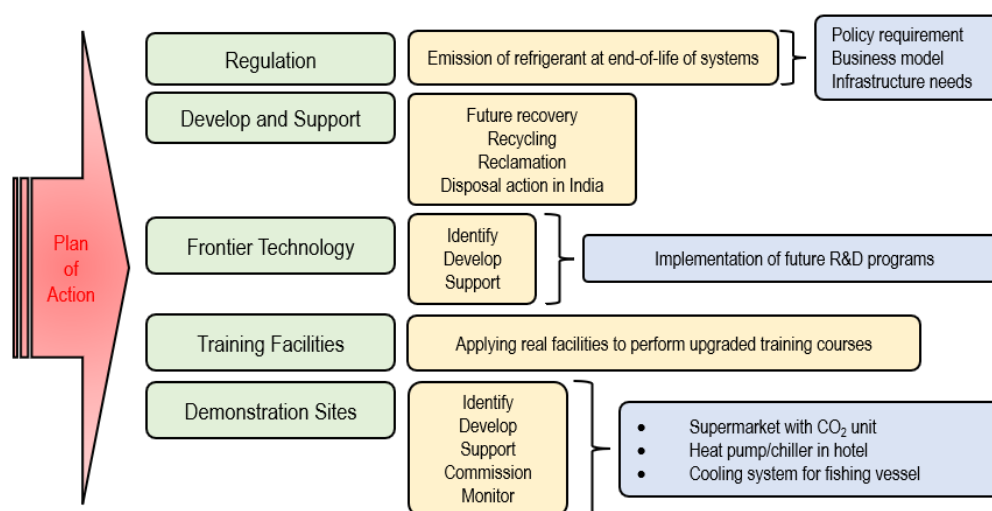 Plan
of
Action
Regulation
Emission of refrigerant at end-of-life of systems
Policy requirement
Business model
Infrastructure needs
Develop and Support
Future recovery
Recycling
Reclamation
Disposal action in India
Frontier Technology
Identify
Develop
Support
Implementation of future R&D programs
Training Facilities
Applying real facilities to perform upgraded training courses
Demonstration Sites
Identify
Develop
Support
Commission
Monitor
• Supermarket with CO₂ unit
• Heat pump/chiller in hotel
• Cooling system for fishing vessel